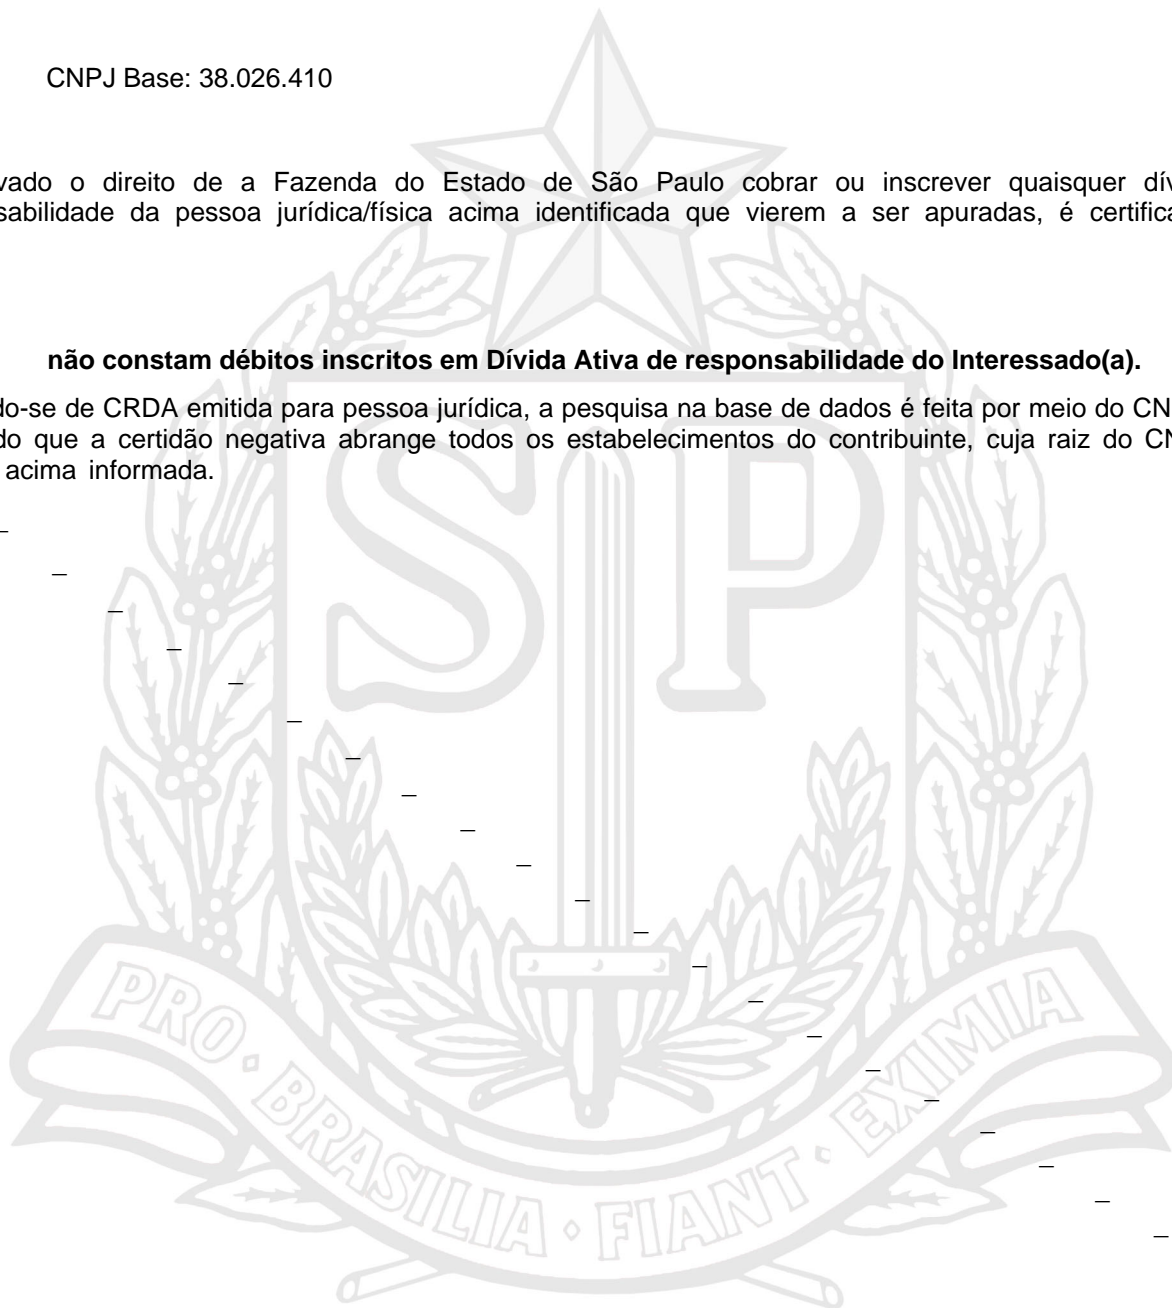 CNPJ Base: 38.026.410
vado o direito de a Fazenda do Estado de São Paulo cobrar ou inscrever quaisquer dív
sabilidade da pessoa jurídica/física acima identificada que vierem a ser apuradas, é certifica
não constam débitos inscritos em Dívida Ativa de responsabilidade do Interessado(a).
do-se de CRDA emitida para pessoa jurídica, a pesquisa na base de dados é feita por meio do CN
do que a certidão negativa abrange todos os estabelecimentos do contribuinte, cuja raiz do CN
acima informada.
SP
PRO • BRASILIA • FIANT • EXIMIA